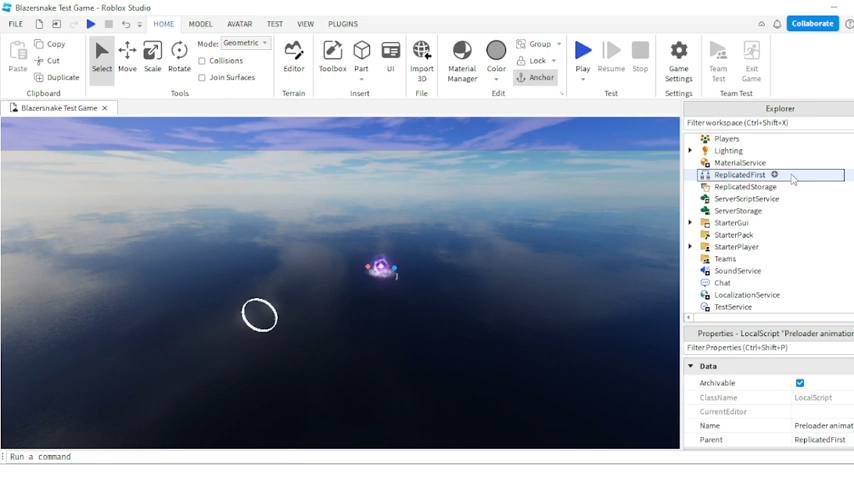 Blazersnake Test Game - Roblox Studio
FILE HOME MODEL AVATAR TEST VIEW PLUGINS Collaborate
Paste Copy Cut Duplicate Clipboard
Select Move Scale Rotate Mode: Geometric Collisions Join Surfaces Tools
Editor Terrain
Toolbox Part UI Insert
Import 3D File
Material Manager Color Group Lock Anchor Edit
Play Resume Stop Test
Game Settings Settings
Team Test Exit Game Team Test
Blazersnake Test Game
Explorer
Filter workspace (Ctrl+Shift+X)
Players
Lighting
MaterialService
ReplicatedFirst
ReplicatedStorage
ServerScriptService
ServerStorage
StarterGui
StarterPack
StarterPlayer
Teams
SoundService
Chat
LocalizationService
TestService
Properties - LocalScript "Preloader animation
Filter Properties (Ctrl+Shift+P)
Data
Archivable
ClassName LocalScript
CurrentEditor
Name Preloader animat
Parent ReplicatedFirst
Run a command